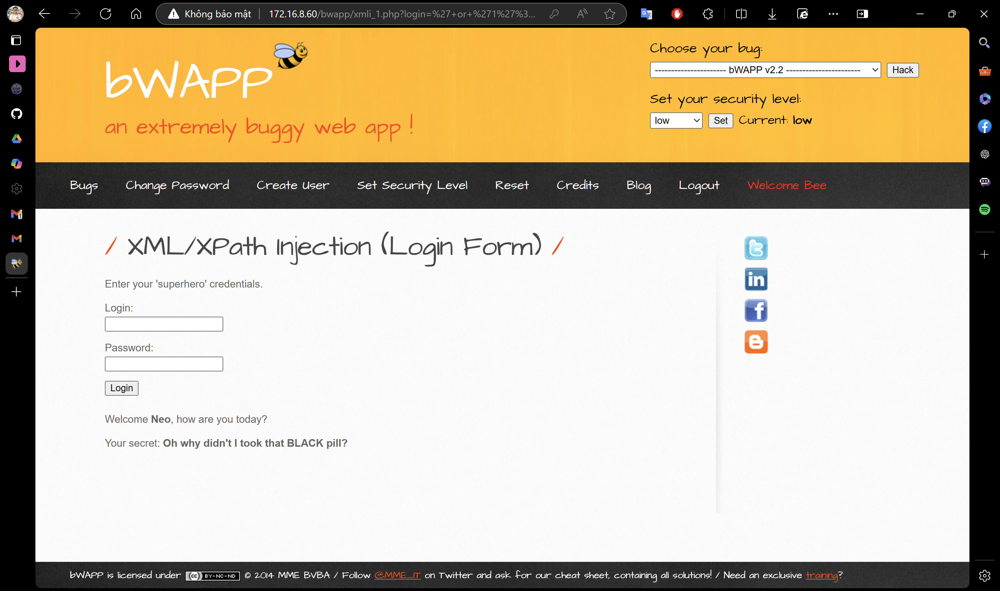 Không bảo mật
172.16.8.60/bwapp/xmli_1.php?login=%27+or+%271%27%3...
bWAPP
an extremely buggy web app !
Choose your bug:
---------------------- bWAPP v2.2 ----------------------- Hack
Set your security level:
low Set Current: low
Bugs Change Password Create User Set Security Level Reset Credits Blog Logout Welcome Bee
/ XML/XPath Injection (Login Form) /
Enter your 'superhero' credentials.
Login:
Password:
Login
Welcome Neo, how are you today?
Your secret: Oh why didn't I took that BLACK pill?
bWAPP is licensed under (cc) BY-NC-ND © 2014 MME BVBA / Follow @MME_IT on Twitter and ask for our cheat sheet, containing all solutions! / Need an exclusive training?